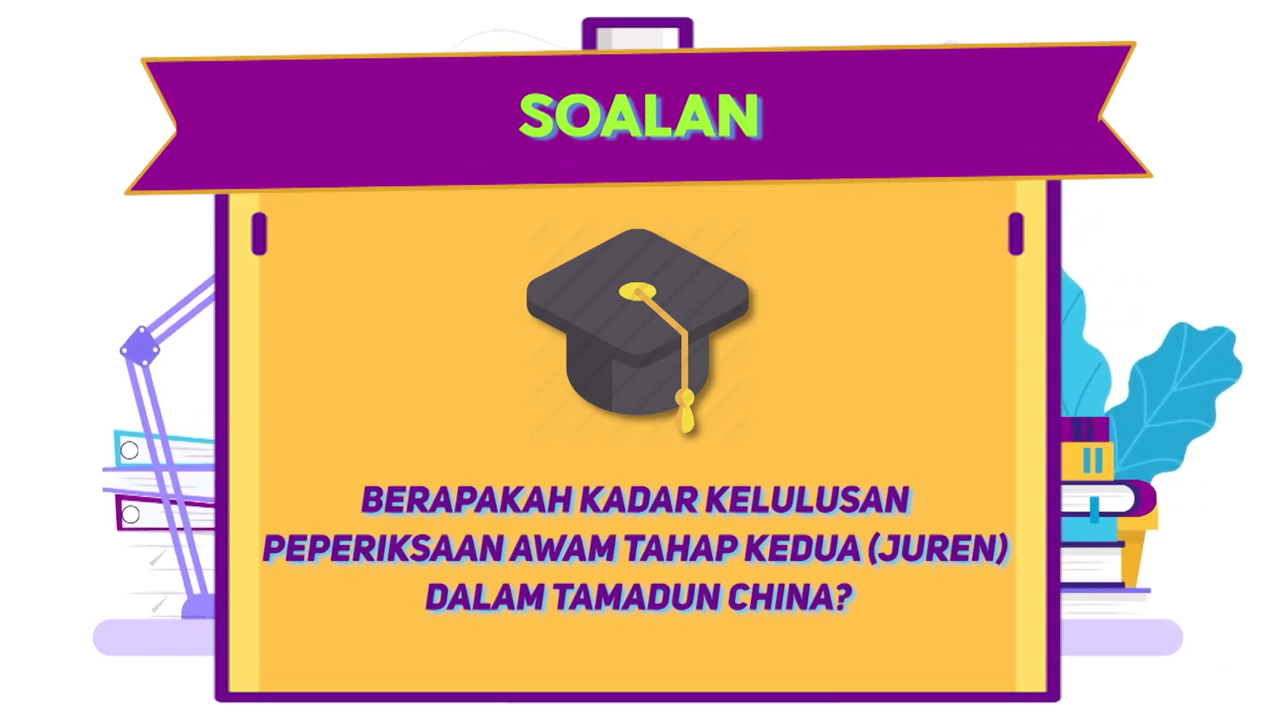 SOALAN
BERAPAKAH KADAR KELULUSAN
PEPERIKSAAN AWAM TAHAP KEDUA (JUREN)
DALAM TAMADUN CHINA?